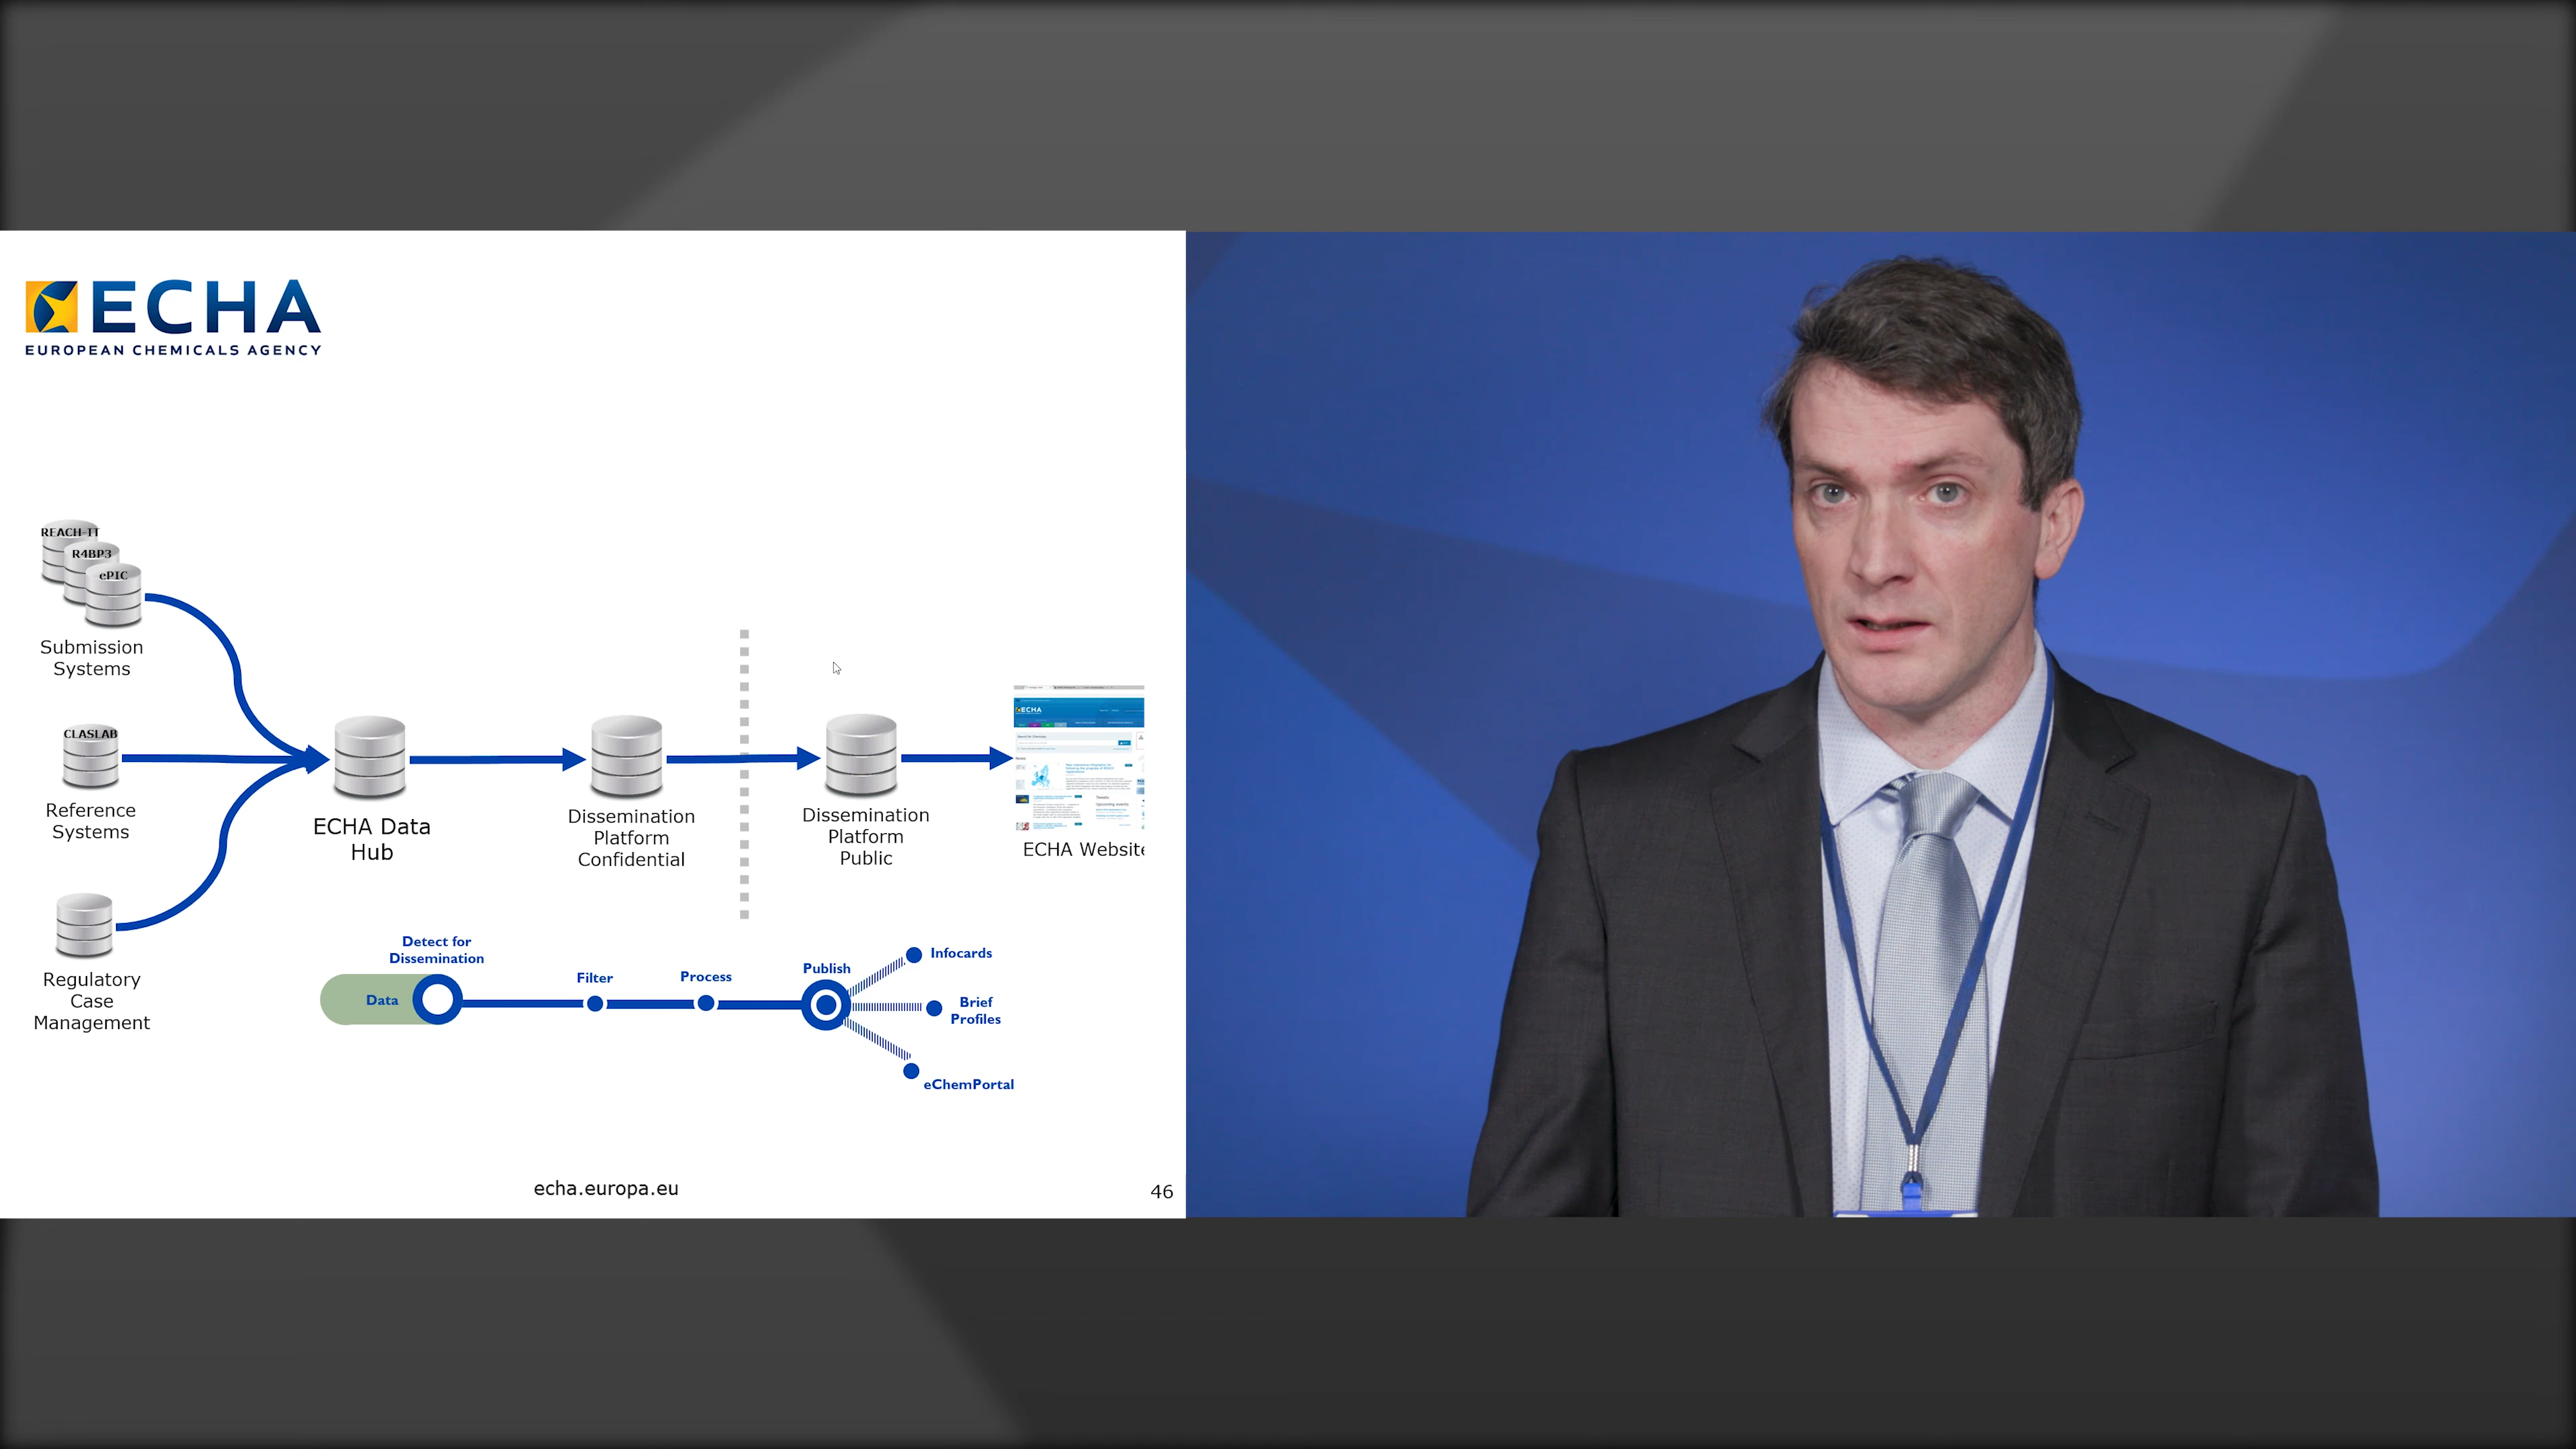 ECHA
EUROPEAN CHEMICALS AGENCY
REACH-IT
R4BP3
ePIC
Submission
Systems
CLASLAB
Reference
Systems
Regulatory
Case
Management
ECHA Data
Hub
Dissemination
Platform
Confidential
Dissemination
Platform
Public
ECHA
ECHA Website
Detect for
Dissemination
Data
Filter
Process
Publish
Infocards
Brief
Profiles
eChemPortal
echa.europa.eu
46